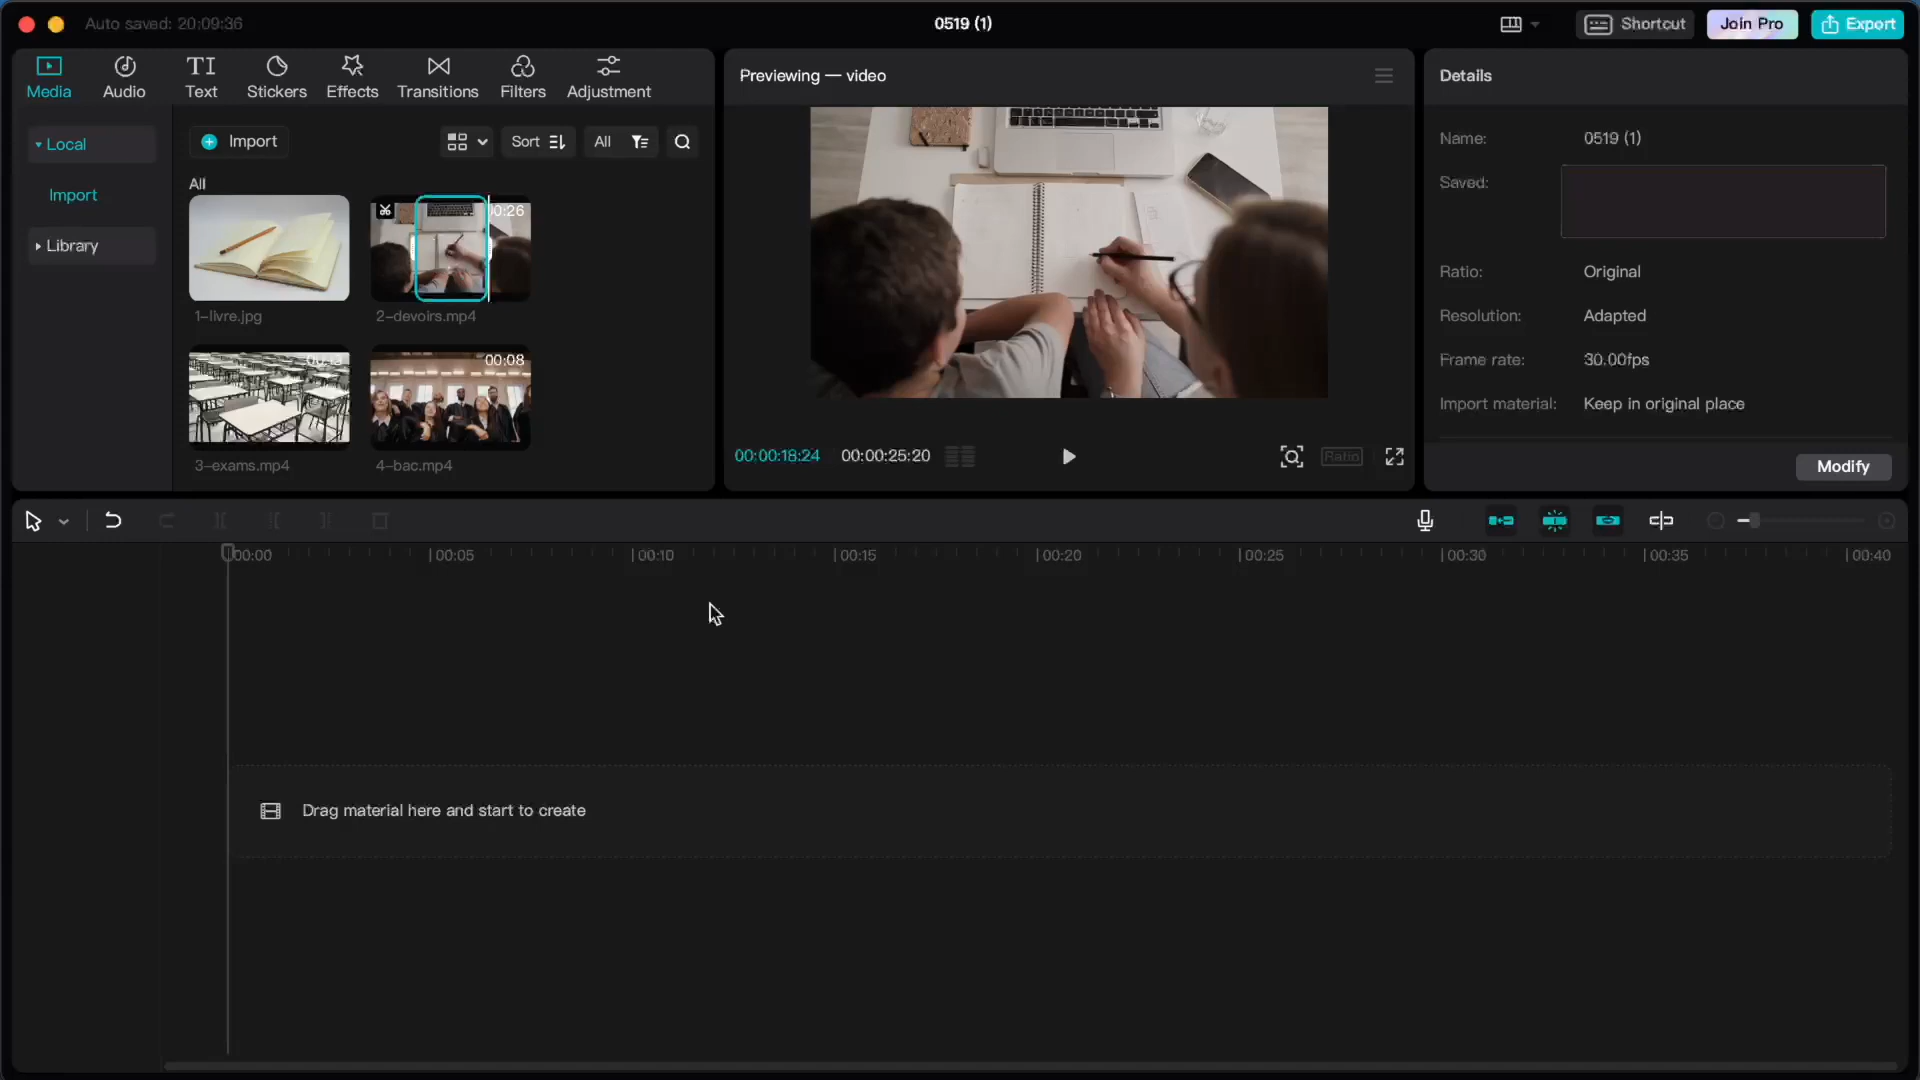 Auto saved: 20:09:36
0519 (1)
Shortcut
Join Pro
Export
Media
Audio
Text
Stickers
Effects
Transitions
Filters
Adjustment
Local
Import
Library
Import
Sort
All
All
1-livre.jpg
2-devoirs.mp4
00:08
3-exams.mp4
4-bac.mp4
Previewing — video
00:00:18:24
00:00:25:20
Ratio
Details
Name:
0519 (1)
Saved:
Ratio:
Original
Resolution:
Adapted
Frame rate:
30.00fps
Import material:
Keep in original place
Modify
00:00
00:05
00:10
00:15
00:20
00:25
00:30
00:35
00:40
Drag material here and start to create